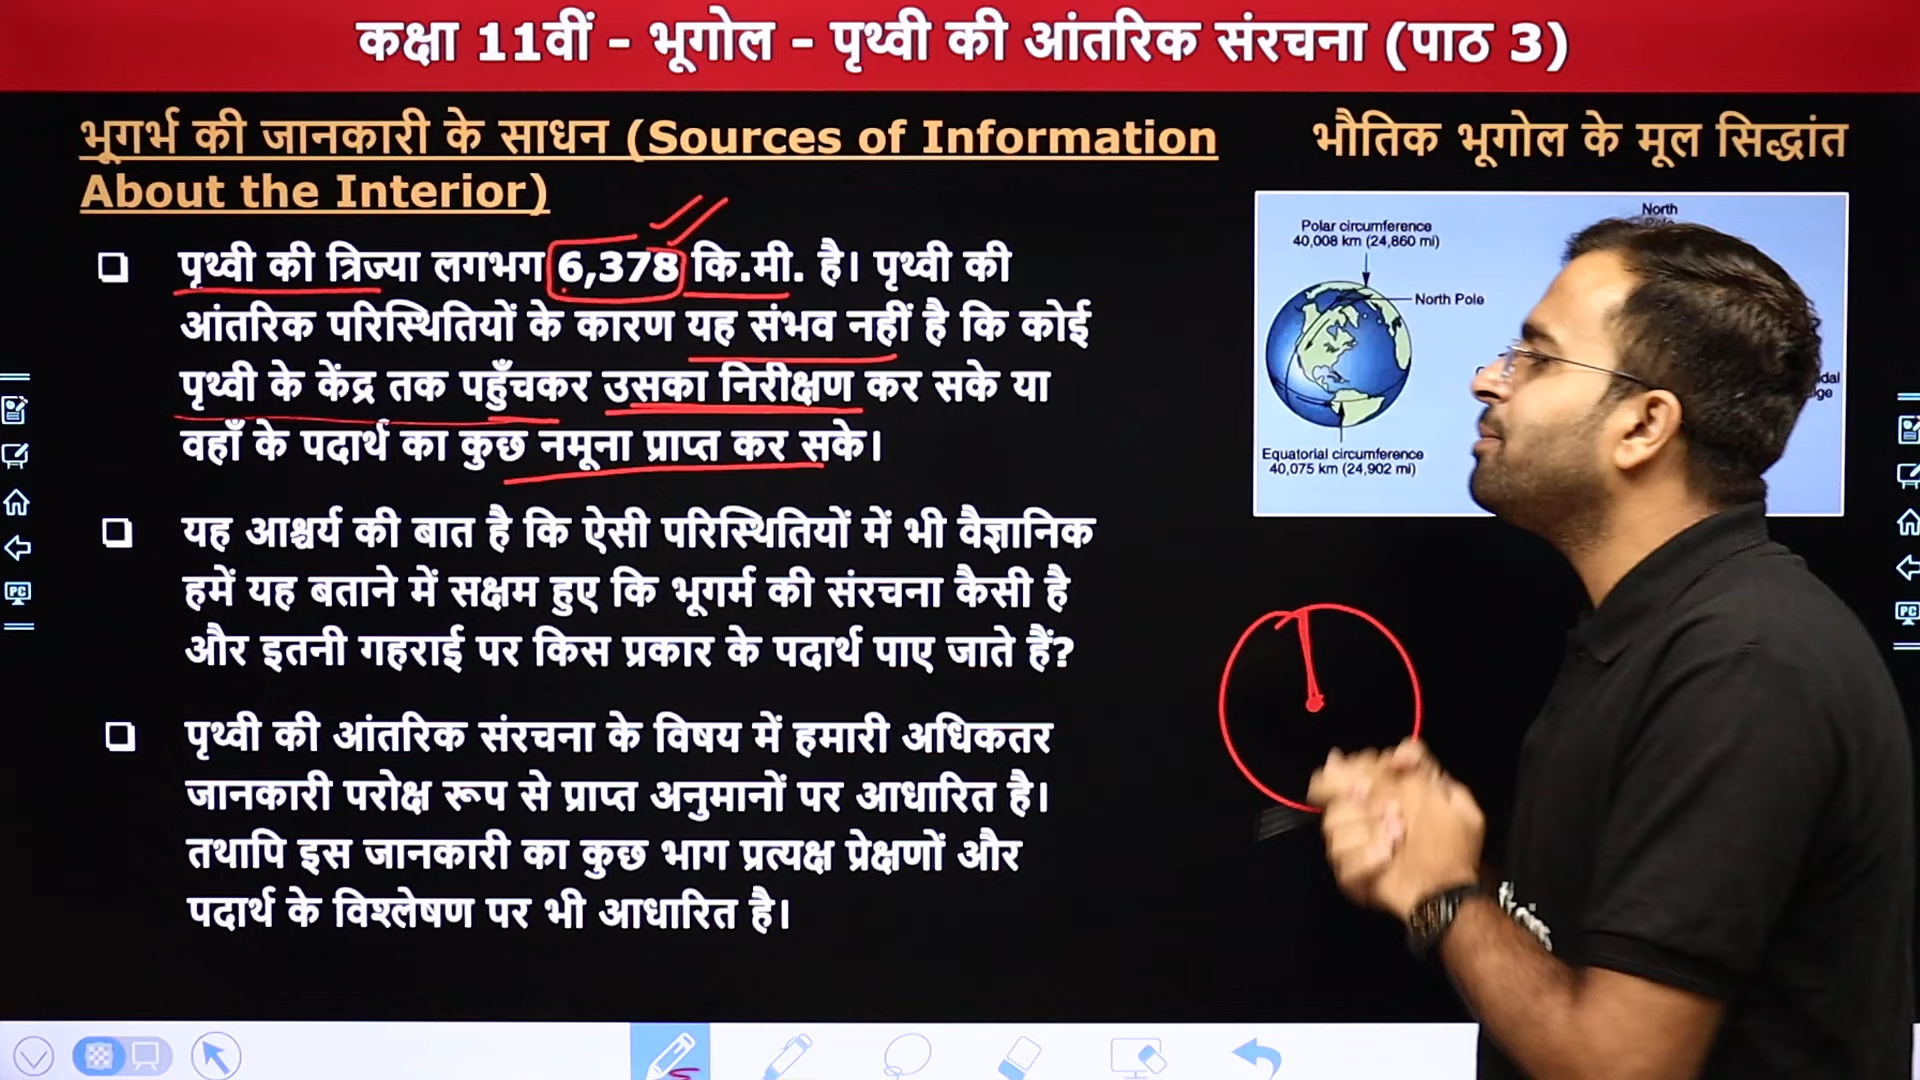 कक्षा 11वीं - भूगोल - पृथ्वी की आंतरिक संरचना (पाठ 3)
भूगर्भ की जानकारी के साधन (Sources of Information
About the Interior)
भौतिक भूगोल के मूल सिद्धांत
❑ पृथ्वी की त्रिज्या लगभग 6,378 कि.मी. है। पृथ्वी की
आंतरिक परिस्थितियों के कारण यह संभव नहीं है कि कोई
पृथ्वी के केंद्र तक पहुँचकर उसका निरीक्षण कर सके या
वहाँ के पदार्थ का कुछ नमूना प्राप्त कर सके।
❑ यह आश्चर्य की बात है कि ऐसी परिस्थितियों में भी वैज्ञानिक
हमें यह बताने में सक्षम हुए कि भूगर्म की संरचना कैसी है
और इतनी गहराई पर किस प्रकार के पदार्थ पाए जाते हैं?
❑ पृथ्वी की आंतरिक संरचना के विषय में हमारी अधिकतर
जानकारी परोक्ष रूप से प्राप्त अनुमानों पर आधारित है।
तथापि इस जानकारी का कुछ भाग प्रत्यक्ष प्रेक्षणों और
पदार्थ के विश्लेषण पर भी आधारित है।
Polar circumference
40,008 km (24,860 mi)
North Pole
Equatorial circumference
40,075 km (24,902 mi)
North
PC
PC